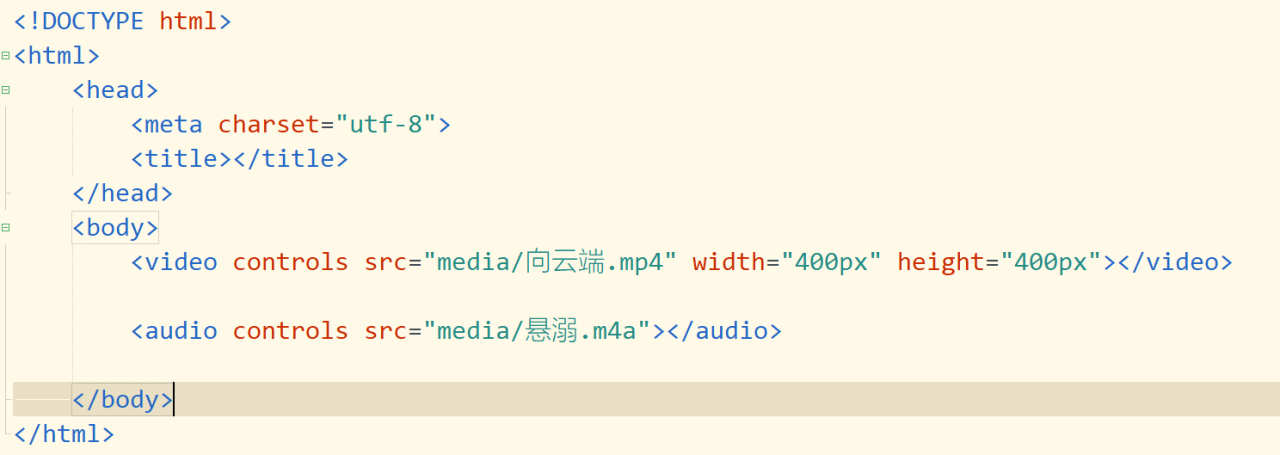 <!DOCTYPE html>
<html>
<head>
<meta charset="utf-8">
<title></title>
</head>
<body>
<video controls src="media/向云端.mp4" width="400px" height="400px"></video>
<audio controls src="media/悬溺.m4a"></audio>
</body>
</html>